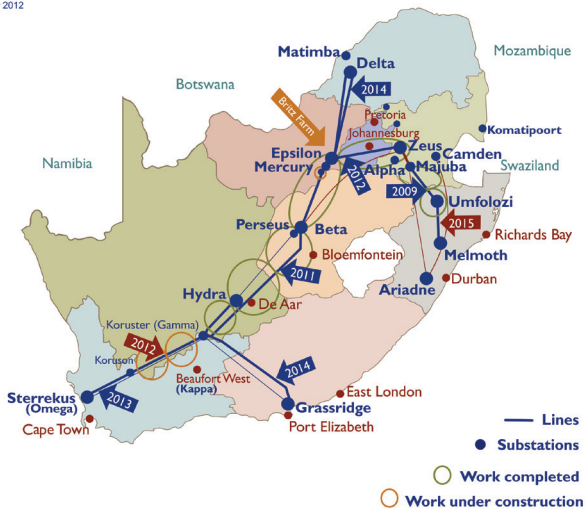 2012
Matimba
Delta
Mozambique
Botswana
2014
Britz Farm
Pretoria
Johannesburg
Komatipoort
Zeus
Epsilon
Mercury
Camden
Namibia
Alpha
Majuba
Swaziland
2012
2009
Umfolozi
2015
Perseus
Beta
Richards Bay
Bloemfontein
Melmoth
2011
Durban
Ariadne
Hydra
De Aar
Koruster (Gamma)
2012
Koruson
2014
Beaufort West
(Kappa)
2013
East London
Sterrekus
(Omega)
Grassridge
Cape Town
Port Elizabeth
Lines
Substations
Work completed
Work under construction